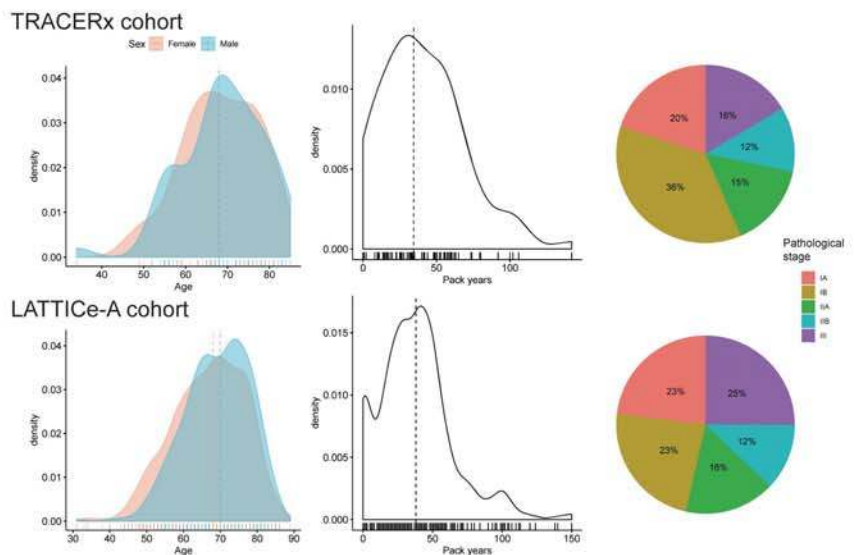 TRACERx cohort
Sex Female Male
0.04
0.03
0.02
0.01
0.00
density
40 50 60 70 80
Age
0.010
0.005
0.000
density
0 50 100
Pack years
20%
16%
12%
15%
36%
Pathological
stage
IA
IB
IIA
IIB
III
LATTICe-A cohort
0.04
0.03
0.02
0.01
0.00
density
30 40 50 60 70 80 90
Age
0.015
0.010
0.005
0.000
density
0 50 100 150
Pack years
23%
25%
12%
16%
23%